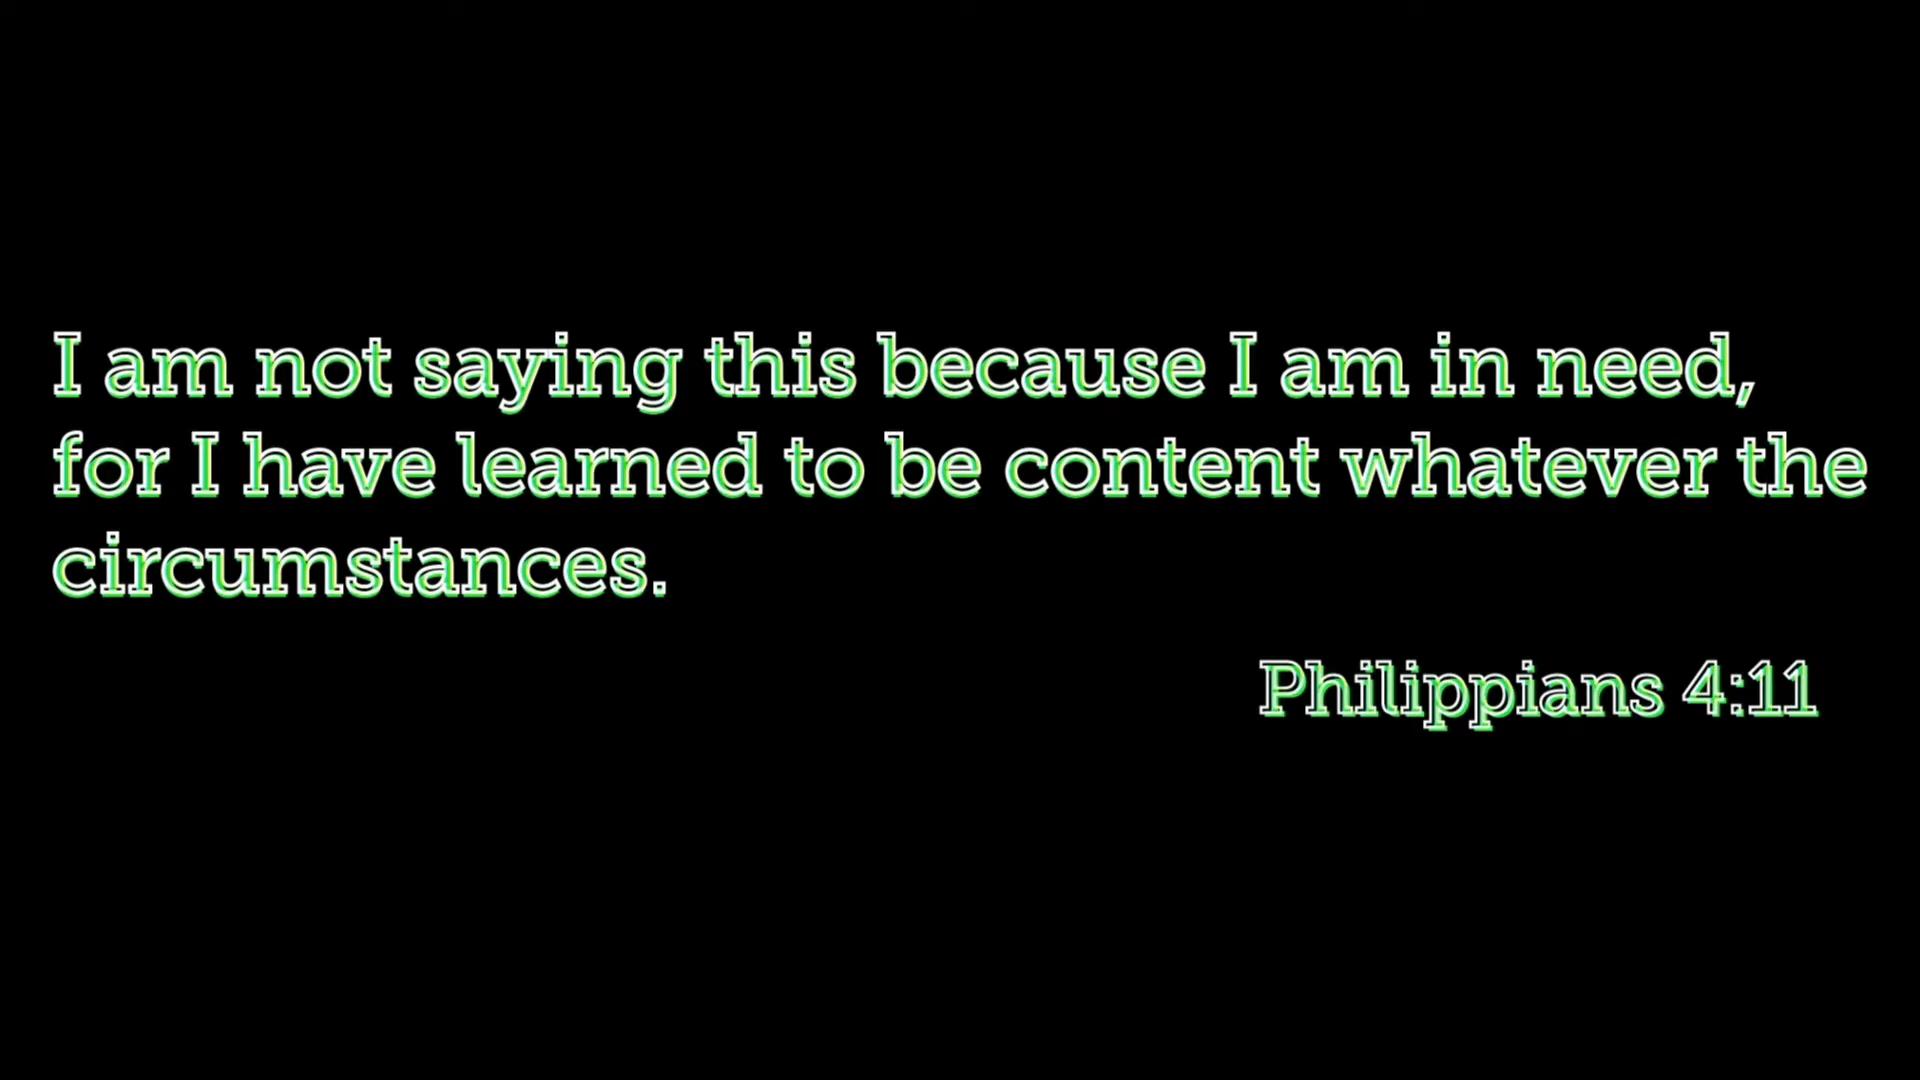 I am not saying this because I am in need,
for I have learned to be content whatever the
circumstances.
Philippians 4:11